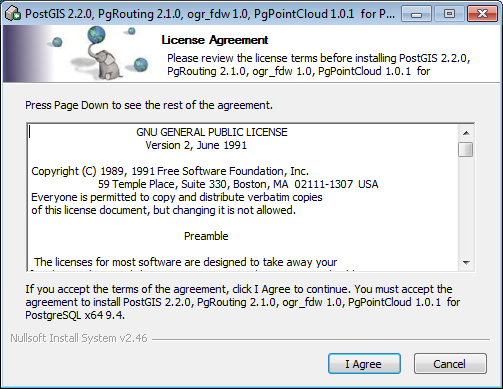 PostGIS 2.2.0, PgRouting 2.1.0, ogr_fdw 1.0, PgPointCloud 1.0.1 for P...
License Agreement
Please review the license terms before installing PostGIS 2.2.0,
PgRouting 2.1.0, ogr_fdw 1.0, PgPointCloud 1.0.1 for
Press Page Down to see the rest of the agreement.
GNU GENERAL PUBLIC LICENSE
Version 2, June 1991
Copyright (C) 1989, 1991 Free Software Foundation, Inc.
59 Temple Place, Suite 330, Boston, MA 02111-1307 USA
Everyone is permitted to copy and distribute verbatim copies
of this license document, but changing it is not allowed.
Preamble
The licenses for most software are designed to take away your
If you accept the terms of the agreement, click I Agree to continue. You must accept the
agreement to install PostGIS 2.2.0, PgRouting 2.1.0, ogr_fdw 1.0, PgPointCloud 1.0.1 for
PostgreSQL x64 9.4.
Nullsoft Install System v2.46
I Agree
Cancel